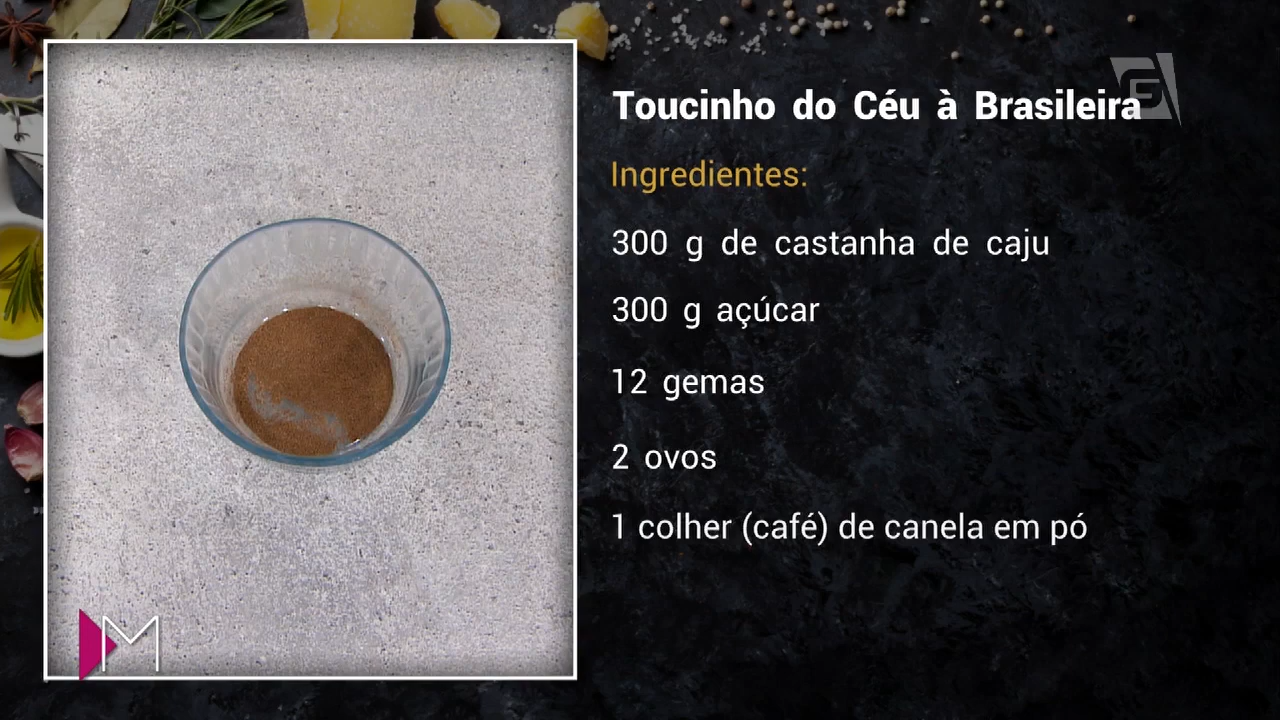 Toucinho do Céu à Brasileira
Ingredientes:
300 g de castanha de caju
300 g açúcar
12 gemas
2 ovos
1 colher (café) de canela em pó
M